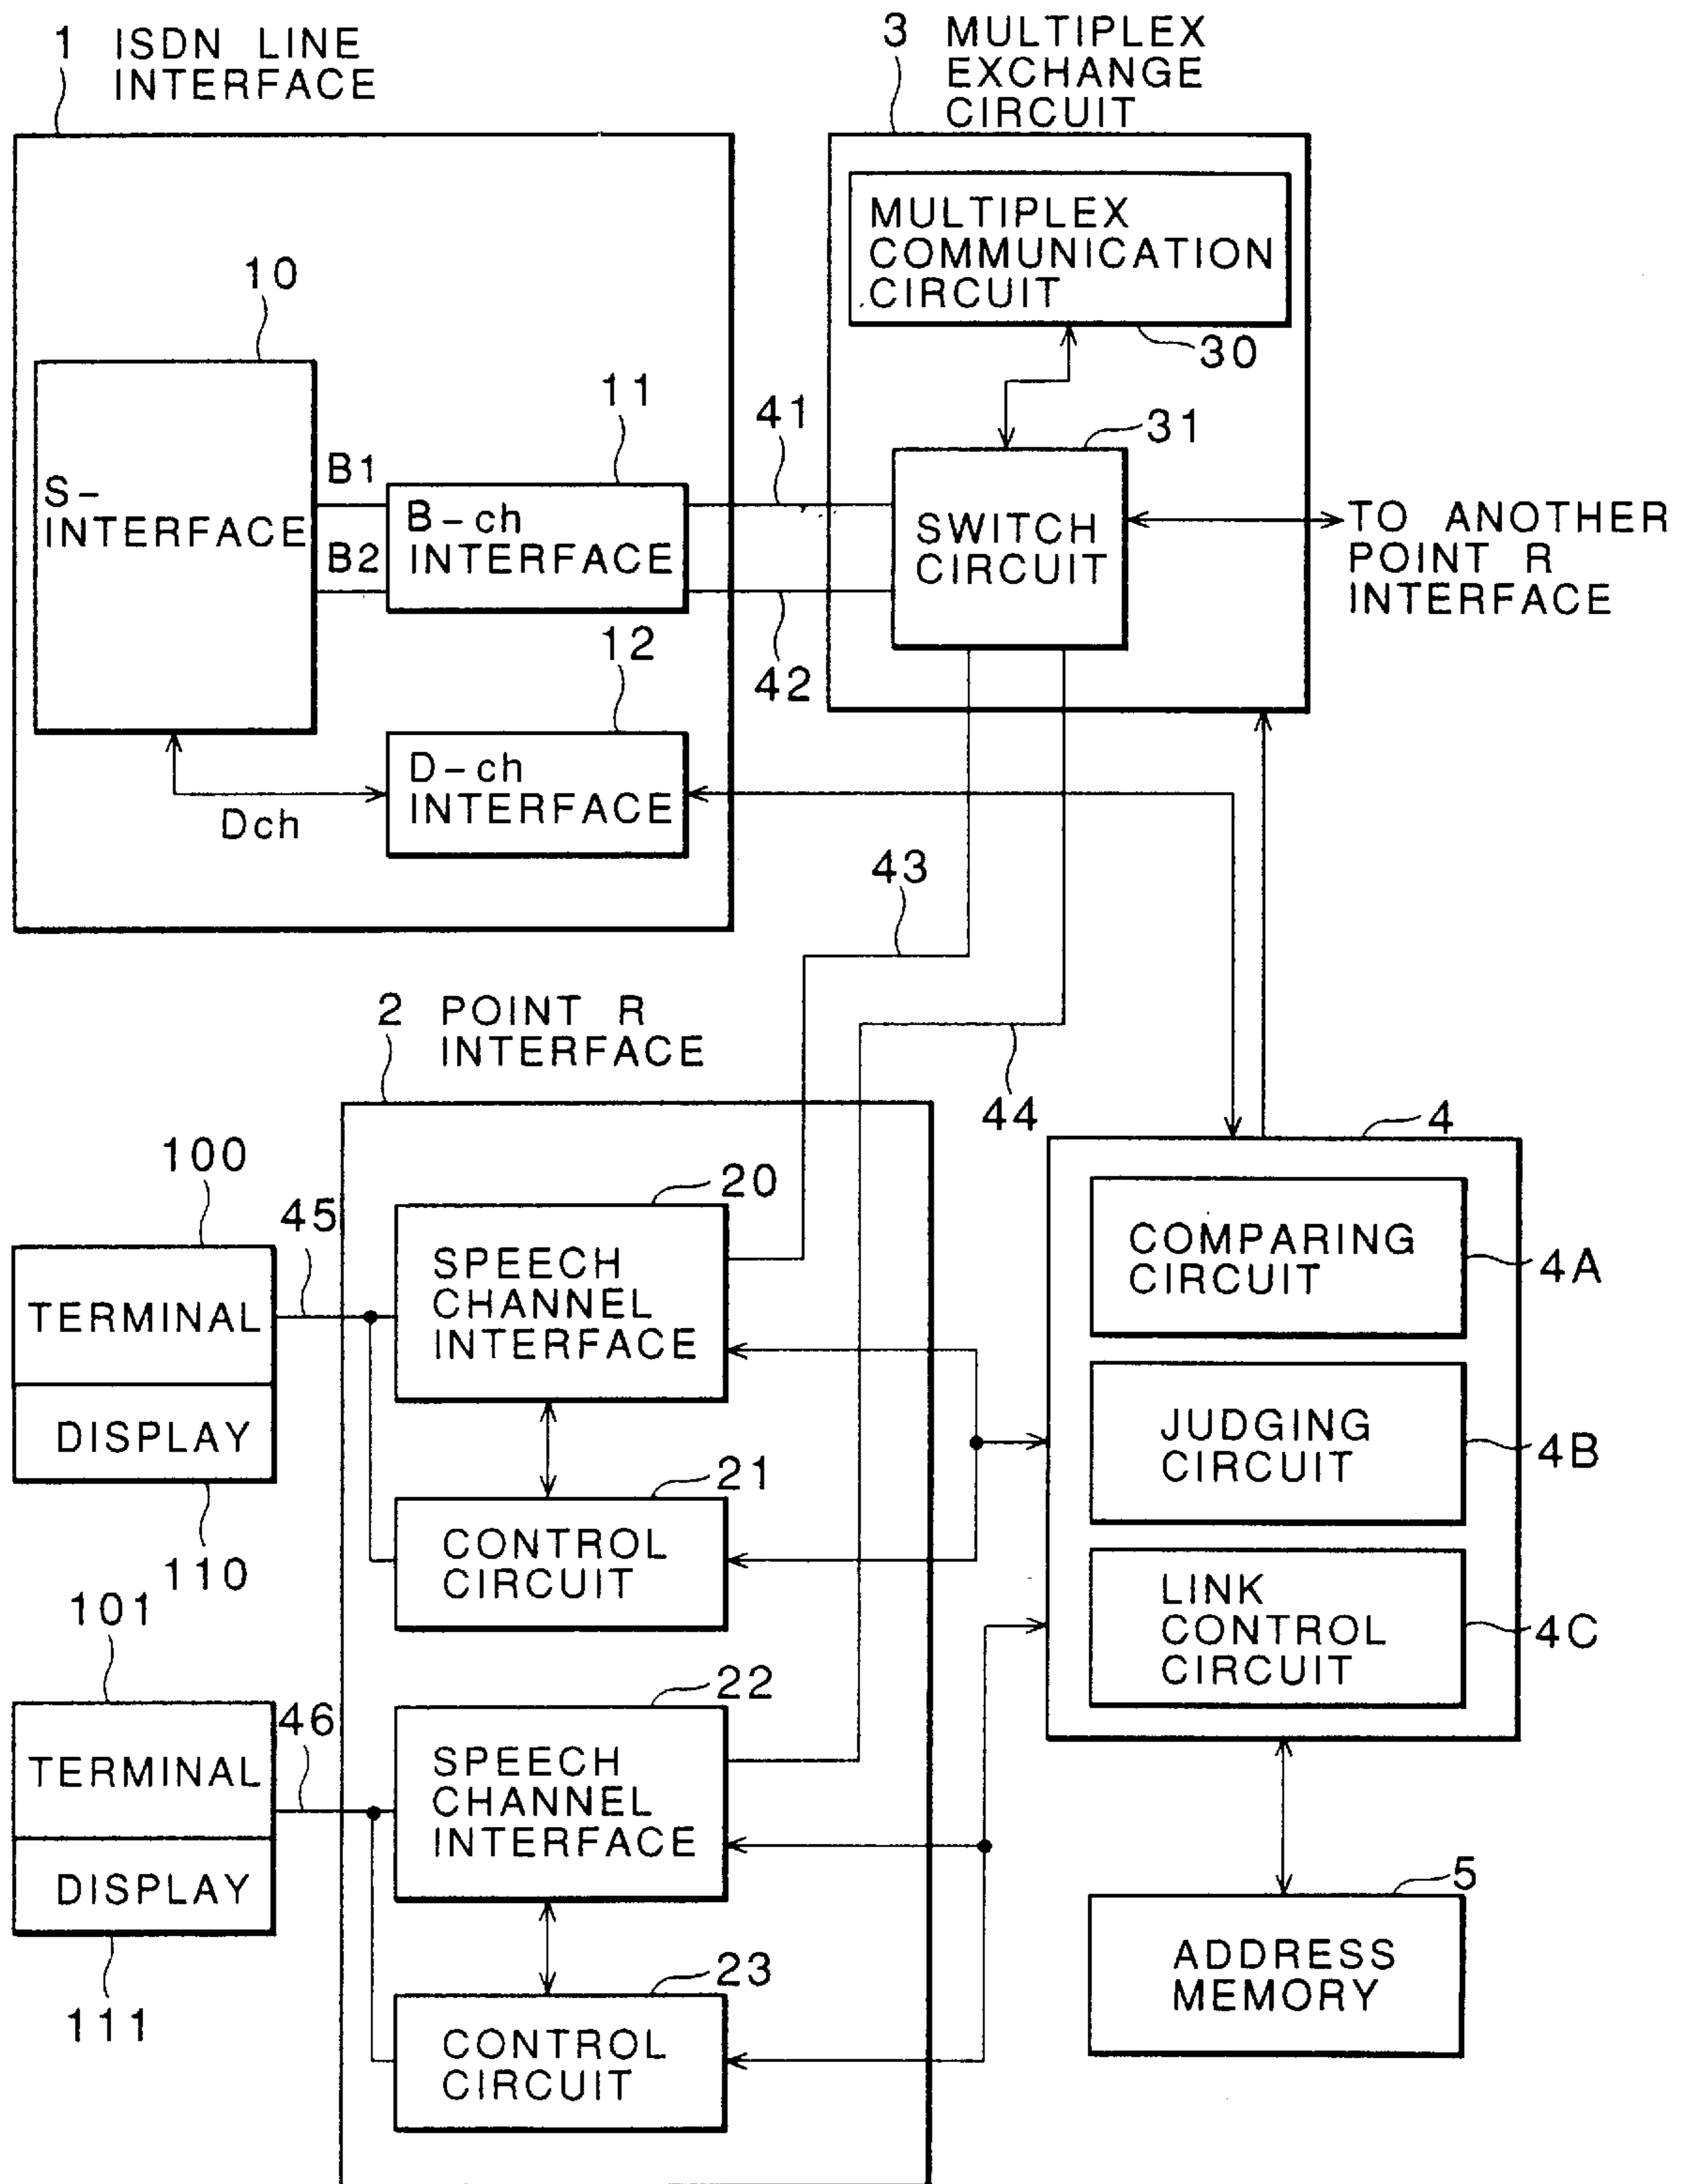 1 ISDN LINE
INTERFACE
3 MULTIPLEX
EXCHANGE
CIRCUIT
MULTIPLEX
COMMUNICATION
CIRCUIT
30
10
11
41
31
B1
S-
INTERFACE
B-ch
INTERFACE
B2
SWITCH
CIRCUIT
TO ANOTHER
POINT R
INTERFACE
12
42
D-ch
INTERFACE
Dch
43
2 POINT R
INTERFACE
44
4
100
45
20
TERMINAL
SPEECH
CHANNEL
INTERFACE
COMPARING
CIRCUIT
4A
DISPLAY
110
JUDGING
CIRCUIT
4B
21
CONTROL
CIRCUIT
LINK
CONTROL
CIRCUIT
4C
101
46
22
TERMINAL
SPEECH
CHANNEL
INTERFACE
DISPLAY
111
5
ADDRESS
MEMORY
23
CONTROL
CIRCUIT